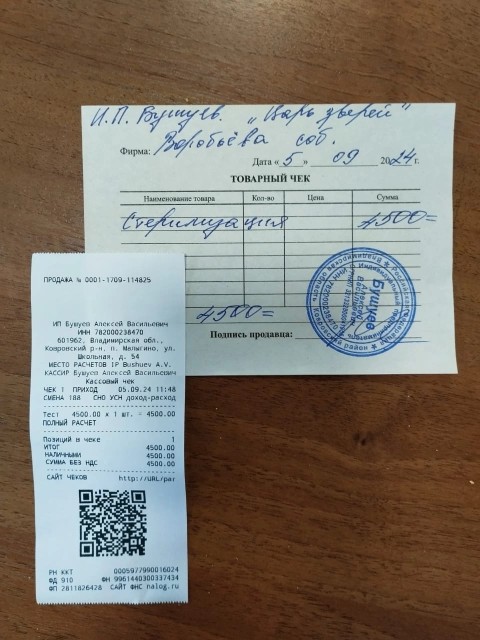 И.П. Бушуев. „Царь зверей"
Фирма: Воробьёва соб.
Дата « 5 » 09 2024 г.
ТОВАРНЫЙ ЧЕК
Наименование товара Кол-во Цена Сумма
Стерилизация 4500=
4500=
Подпись продавца:
Бушуев
Алексей
Васильевич
ПРОДАЖА № 0001-1709-114825
ИП Бушуев Алексей Васильевич
ИНН 782000238470
601962, Владимирская обл.,
Ковровский р-н, п. Малыгино, ул.
Школьная, д. 54
МЕСТО РАСЧЕТОВ IP Bushuev A.V.
КАССИР Бушуев Алексей Васильевич
Кассовый чек
ЧЕК 1 ПРИХОД 05.09.24 11:48
СМЕНА 188 СНО УСН доход-расход
Тест 4500.00 x 1 шт. = 4500.00
ПОЛНЫЙ РАСЧЕТ
Позиций в чеке 1
ИТОГ 4500.00
НАЛИЧНЫМИ 4500.00
СУММА БЕЗ НДС 4500.00
САЙТ ЧЕКОВ http://URL/par
РН ККТ 0005977990016024
ФД 910 ФН 9961440300337434
ФП 2811826428 САЙТ ФНС nalog.ru